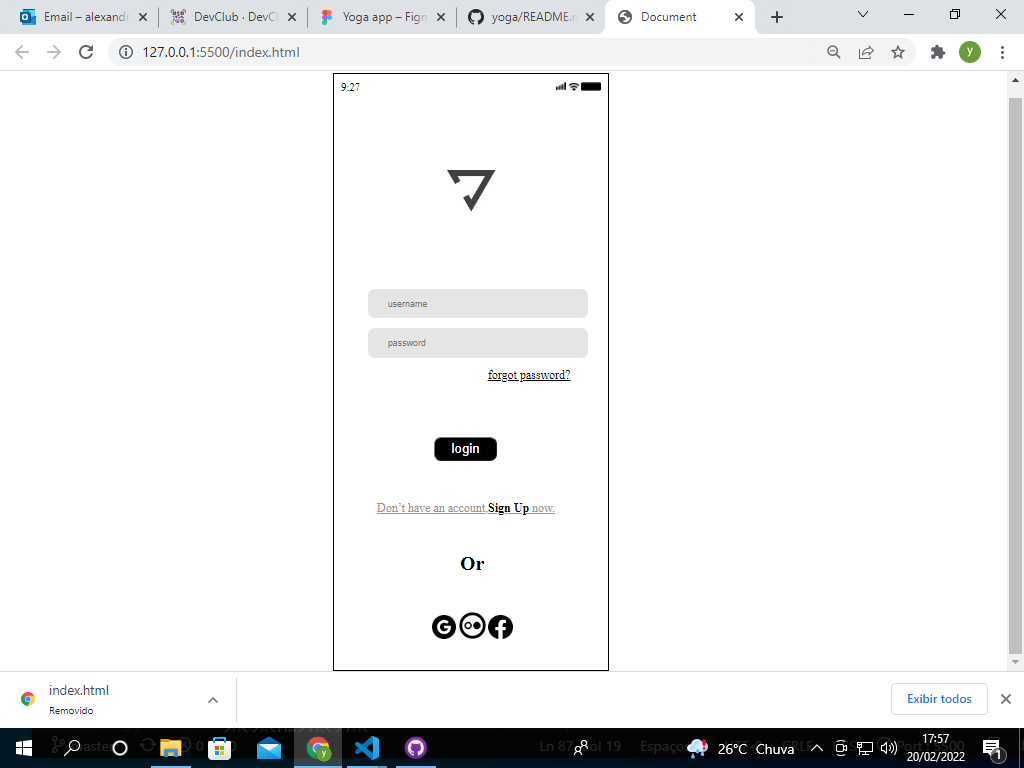 Email – alexandr
DevClub · DevCl
Yoga app – Figm
yoga/README.m
Document
127.0.0.1:5500/index.html
y
9:27
username
password
forgot password?
login
Don't have an account,Sign Up now.
Or
index.html
Removido
Exibir todos
26°C Chuva
17:57
20/02/2022
1